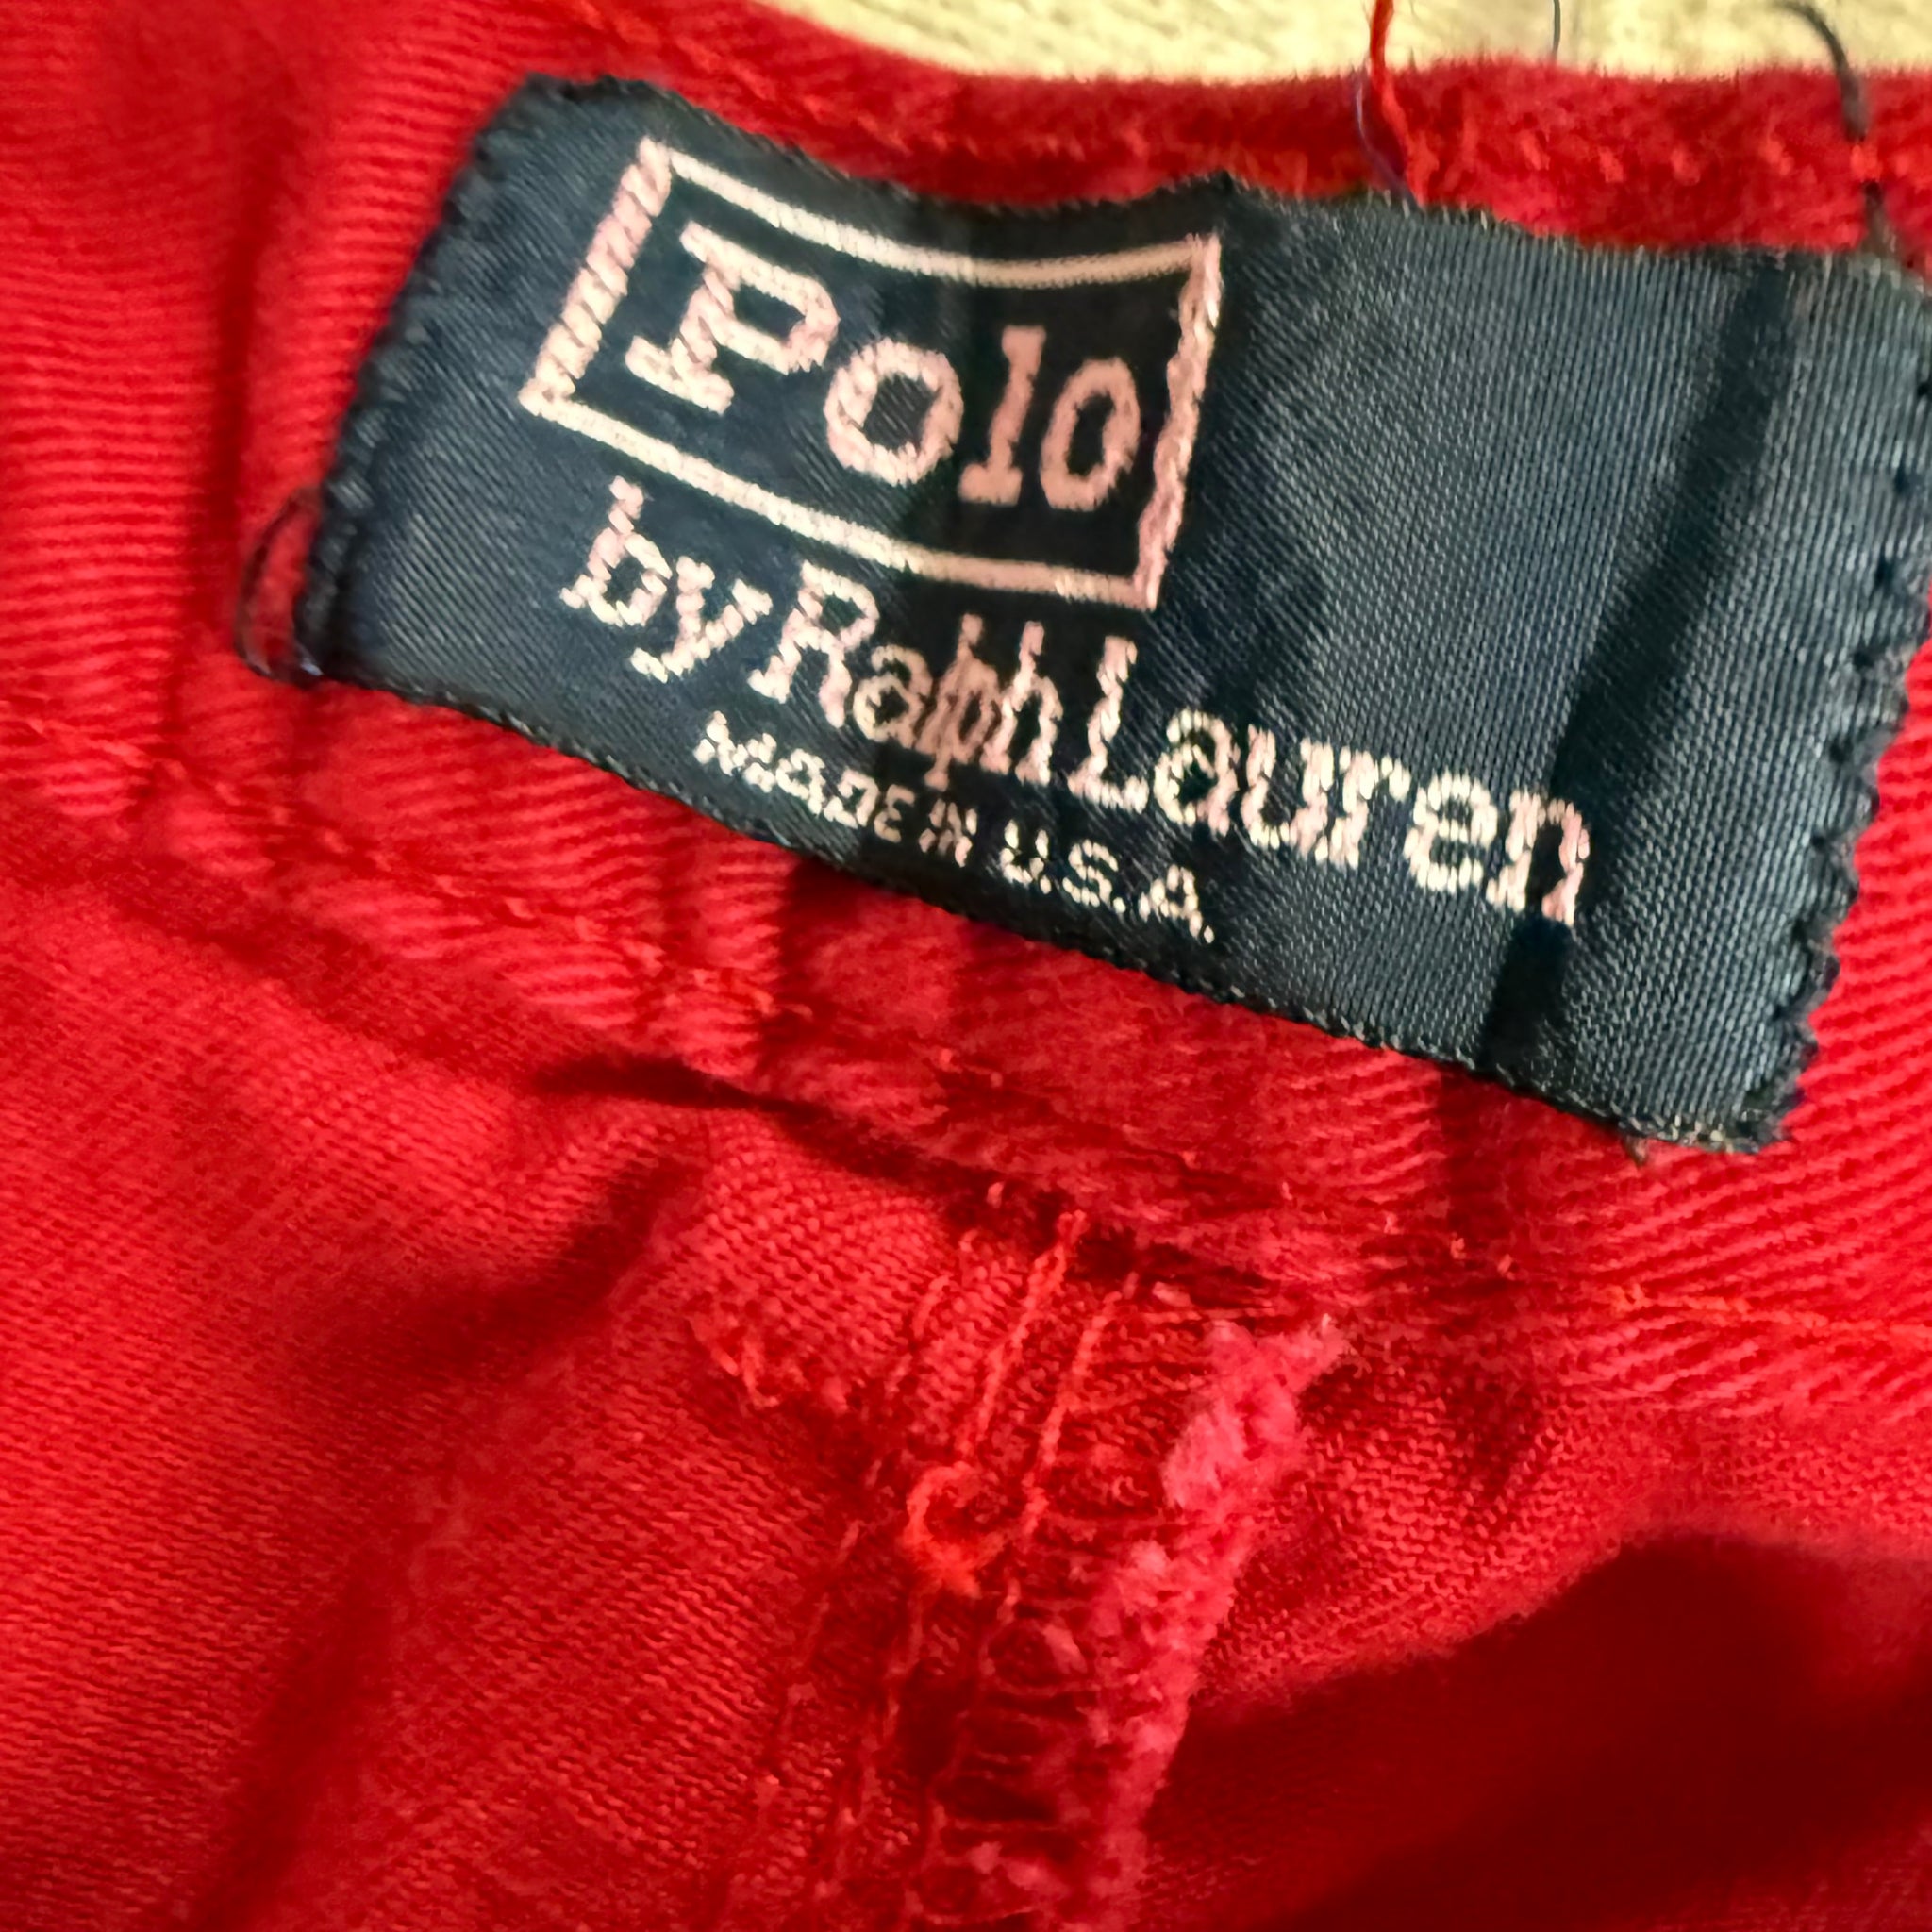 Polo
by Ralph Lauren
MADE IN U.S.A.